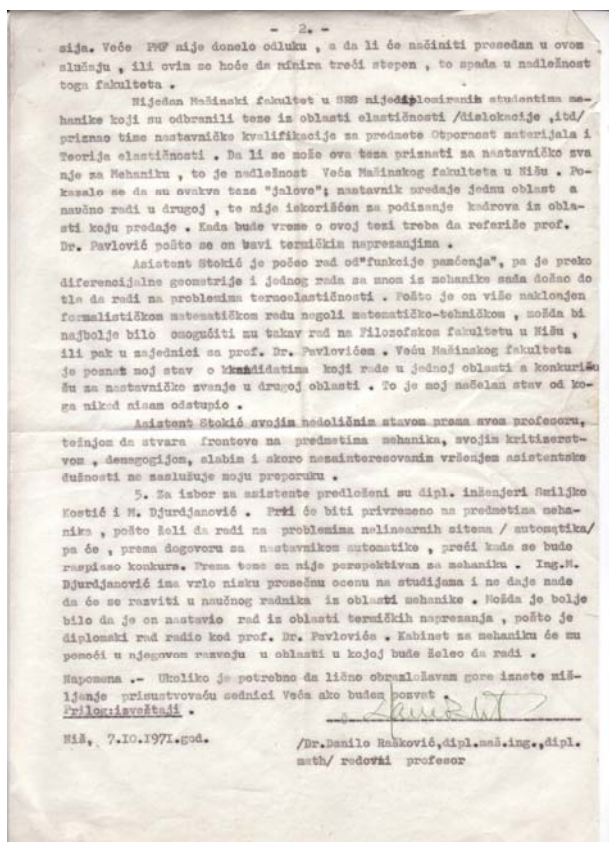 - 2. -
sija. Veće PMF nije donelo odluku , a da li će načiniti presedan u ovom
slučaju , ili ovim se hoće da minira treći stepen , to spada u nadležnost
toga fakulteta .
Nijedan Mašinski fakultet u SRS nijediplosiranih studentima me-
hanike koji su odbranili teze iz oblasti elastičnosti /dislokacije ,itd/
priznao time nastavničke kvalifikacije za predmete Otpornost materijala i
Teorija elastičnosti . Da li se može ova teza priznati za nastavničko zva
nje za Mehaniku , to je nadležnost Veća Mašinskog fakulteta u Nišu . Po-
kazalo se da su ovakve teze "jalove"; nastavnik predaje jednu oblast a
naučno radi u drugoj , te nije iskorišćen za podizanje kadrova iz obla-
sti koju predaje . Kada bude vreme o ovoj tezi treba da referiše prof.
Dr. Pavlović pošto se on bavi termičkim naprezanjima .
Asistent Stokić je počeo rad od"funkcije pamćenja", pa je preko
diferencijalne geometrije i jednog rada sa mnom iz mehanike sada došao do
tle da radi na problemima termoelastičnosti . Pošto je on više naklonjen
formalističkom matematičkom radu negoli matematičko-tehničkom , možda bi
najbolje bilo omogućiti mu takav rad na Filozofskom fakultetu u Nišu ,
ili pak u zajednici sa prof. Dr. Pavlovićem . Veću Mašinskog fakulteta
je poznat moj stav o kandidatima koji rade u jednoj oblasti a konkurišu
šu za nastavničko zvanje u drugoj oblasti . To je moj načelan stav od ko-
ga nikad nisam odstupio .
Asistent Stokić svojim nedoličnim stavom prema svom profesoru,
težnjom da stvara frontove na predmetima mehanika, svojim kritizerst-
vom , demagogijom, slabim i skoro nezainteresovanim vršenjem asistentske
dužnosti ne zaslužuje moju preporuku .
5. Za izbor za asistente predloženi su dipl. inženjeri Smiljko
Kostić i M. Djurdjanović . Prvi će biti privremeno na predmetima meha-
nika , pošto želi da radi na problemima nelinearnih sitema / automatika/
pa će , prema dogovoru sa nastavnikom automatike , preći kada se bude
raspisao konkurs. Prema tome on nije perspektivan za mehaniku . Ing.M.
Djurdjanović ima vrlo nisku prosečnu ocenu na studijama i ne daje nade
da će se razviti u naučnog radnika iz oblasti mehanike . Možda je bolje
bilo da je on nastavio rad iz oblasti termičkih naprezanja , pošto je
diplomski rad radio kod prof. Dr. Pavlovića . Kabinet za mehaniku će mu
pomoći u njegovom razvoju u oblasti u kojoj bude želeo da radi .
Napomena .- Ukoliko je potrebno da lično obrazložavam gore iznete miš-
ljenje prisustvovaću sednici Veća ako budem pozvat .
Prilog:izveštaji .
Niš, 7.10.1971.god.
/Dr.Danilo Rašković,dipl.maš.ing.,dipl.
math/ redovni profesor